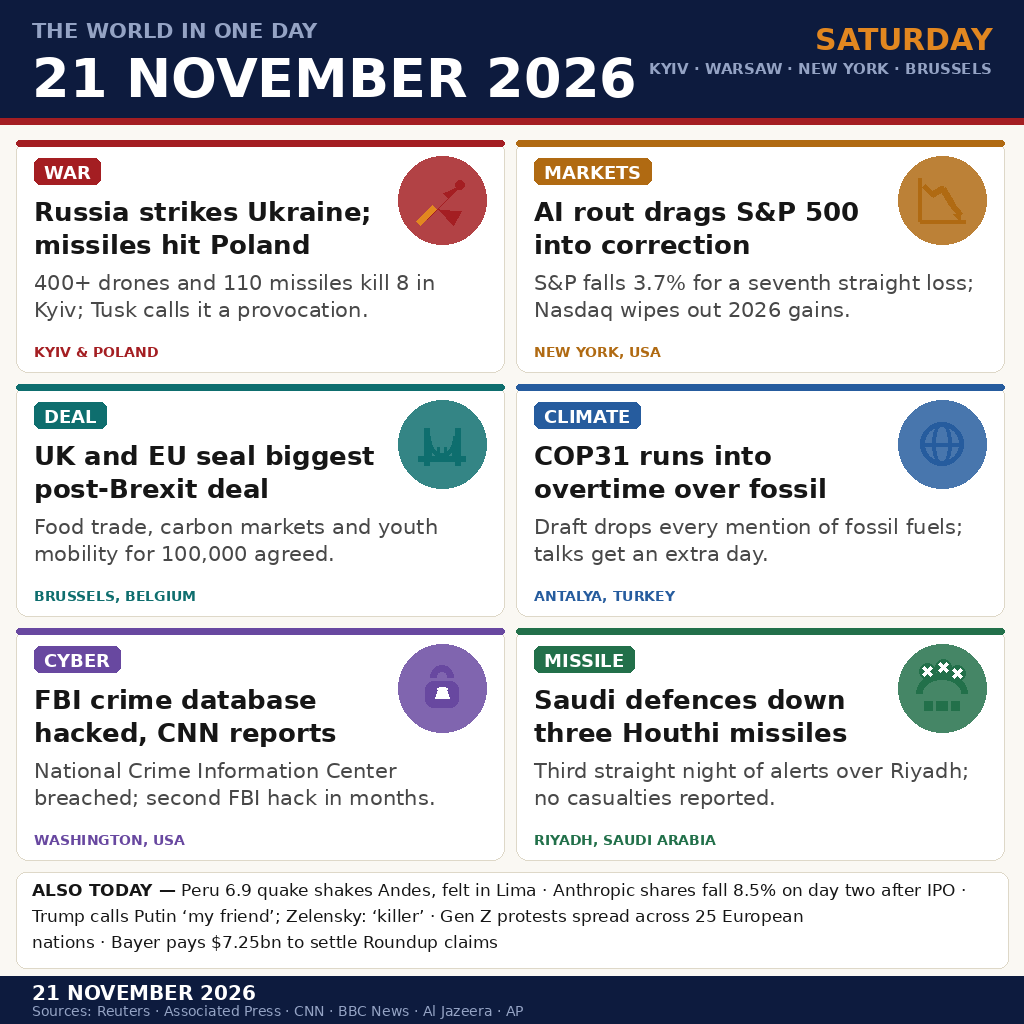 THE WORLD IN ONE DAY
21 NOVEMBER 2026
SATURDAY
KYIV · WARSAW · NEW YORK · BRUSSELS
WAR
Russia strikes Ukraine;
missiles hit Poland
400+ drones and 110 missiles kill 8 in
Kyiv; Tusk calls it a provocation.
KYIV & POLAND
MARKETS
AI rout drags S&P 500
into correction
S&P falls 3.7% for a seventh straight loss;
Nasdaq wipes out 2026 gains.
NEW YORK, USA
DEAL
UK and EU seal biggest
post-Brexit deal
Food trade, carbon markets and youth
mobility for 100,000 agreed.
BRUSSELS, BELGIUM
CLIMATE
COP31 runs into
overtime over fossil
Draft drops every mention of fossil fuels;
talks get an extra day.
ANTALYA, TURKEY
CYBER
FBI crime database
hacked, CNN reports
National Crime Information Center
breached; second FBI hack in months.
WASHINGTON, USA
MISSILE
Saudi defences down
three Houthi missiles
Third straight night of alerts over Riyadh;
no casualties reported.
RIYADH, SAUDI ARABIA
ALSO TODAY — Peru 6.9 quake shakes Andes, felt in Lima · Anthropic shares fall 8.5% on day two after IPO ·
Trump calls Putin ‘my friend’; Zelensky: ‘killer’ · Gen Z protests spread across 25 European
nations · Bayer pays $7.25bn to settle Roundup claims
21 NOVEMBER 2026
Sources: Reuters · Associated Press · CNN · BBC News · Al Jazeera · AP